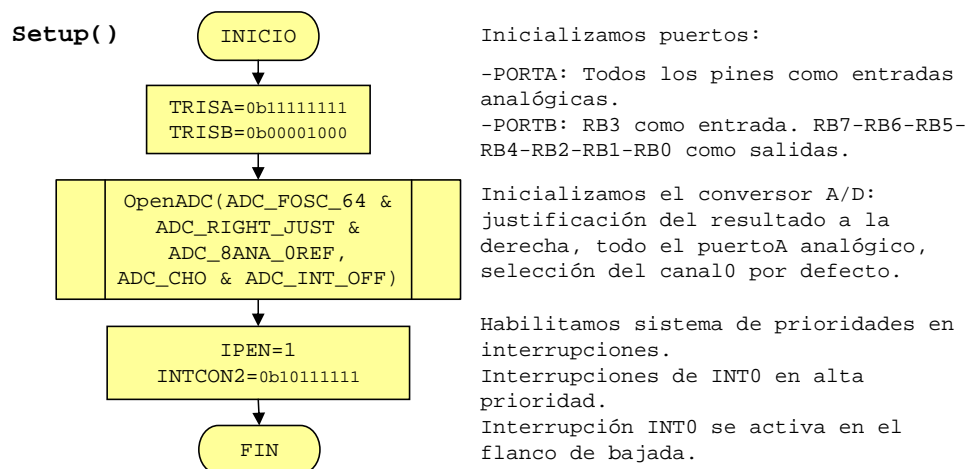 Setup()
INICIO
Inicializamos puertos:
TRISA=0b11111111
TRISB=0b00001000
-PORTA: Todos los pines como entradas
analógicas.
-PORTB: RB3 como entrada. RB7-RB6-RB5-
RB4-RB2-RB1-RB0 como salidas.
OpenADC(ADC_FOSC_64 &
ADC_RIGHT_JUST &
ADC_8ANA_0REF,
ADC_CHO & ADC_INT_OFF)
Inicializamos el conversor A/D:
justificación del resultado a la
derecha, todo el puertoA analógico,
selección del canal0 por defecto.
IPEN=1
INTCON2=0b10111111
Habilitamos sistema de prioridades en
interrupciones.
Interrupciones de INT0 en alta
prioridad.
Interrupción INT0 se activa en el
flanco de bajada.
FIN